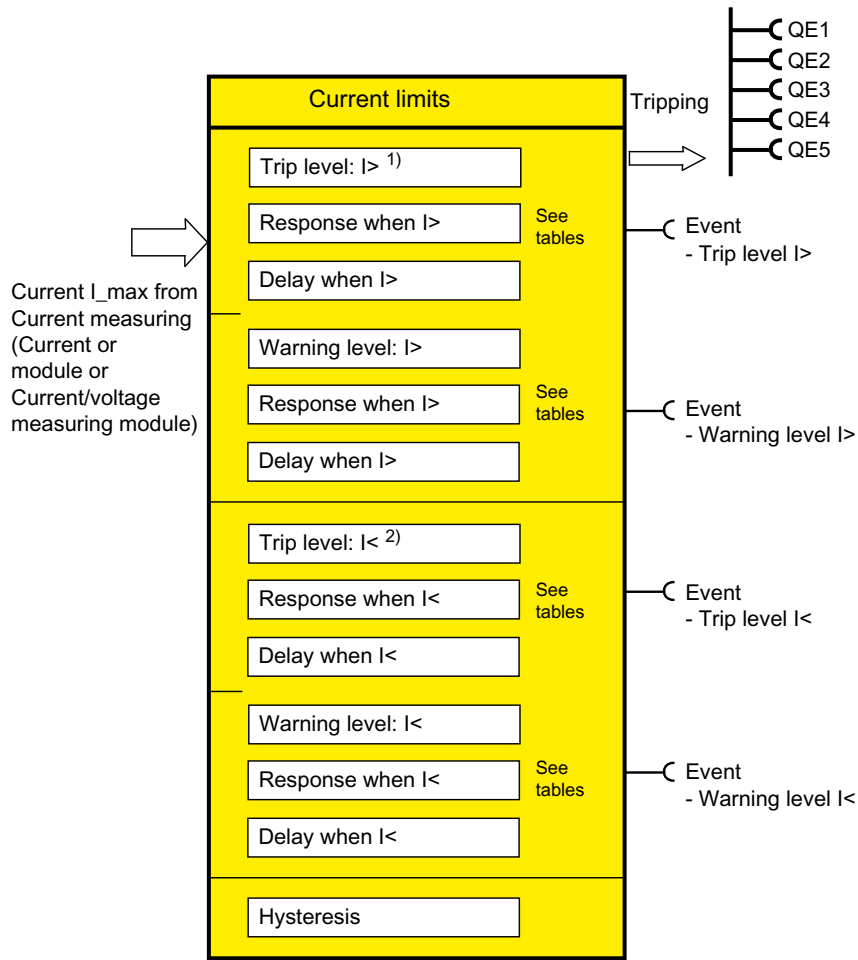 QE1
QE2
QE3
QE4
QE5
Tripping
Current limits
Trip level: I> 1)
Response when I>
See
tables
Delay when I>
Event
- Trip level I>
Current I_max from
Current measuring
(Current or
module or
Current/voltage
measuring module)
Warning level: I>
Response when I>
See
tables
Delay when I>
Event
- Warning level I>
Trip level: I< 2)
Response when I<
See
tables
Delay when I<
Event
- Trip level I<
Warning level: I<
Response when I<
See
tables
Delay when I<
Event
- Warning level I<
Hysteresis